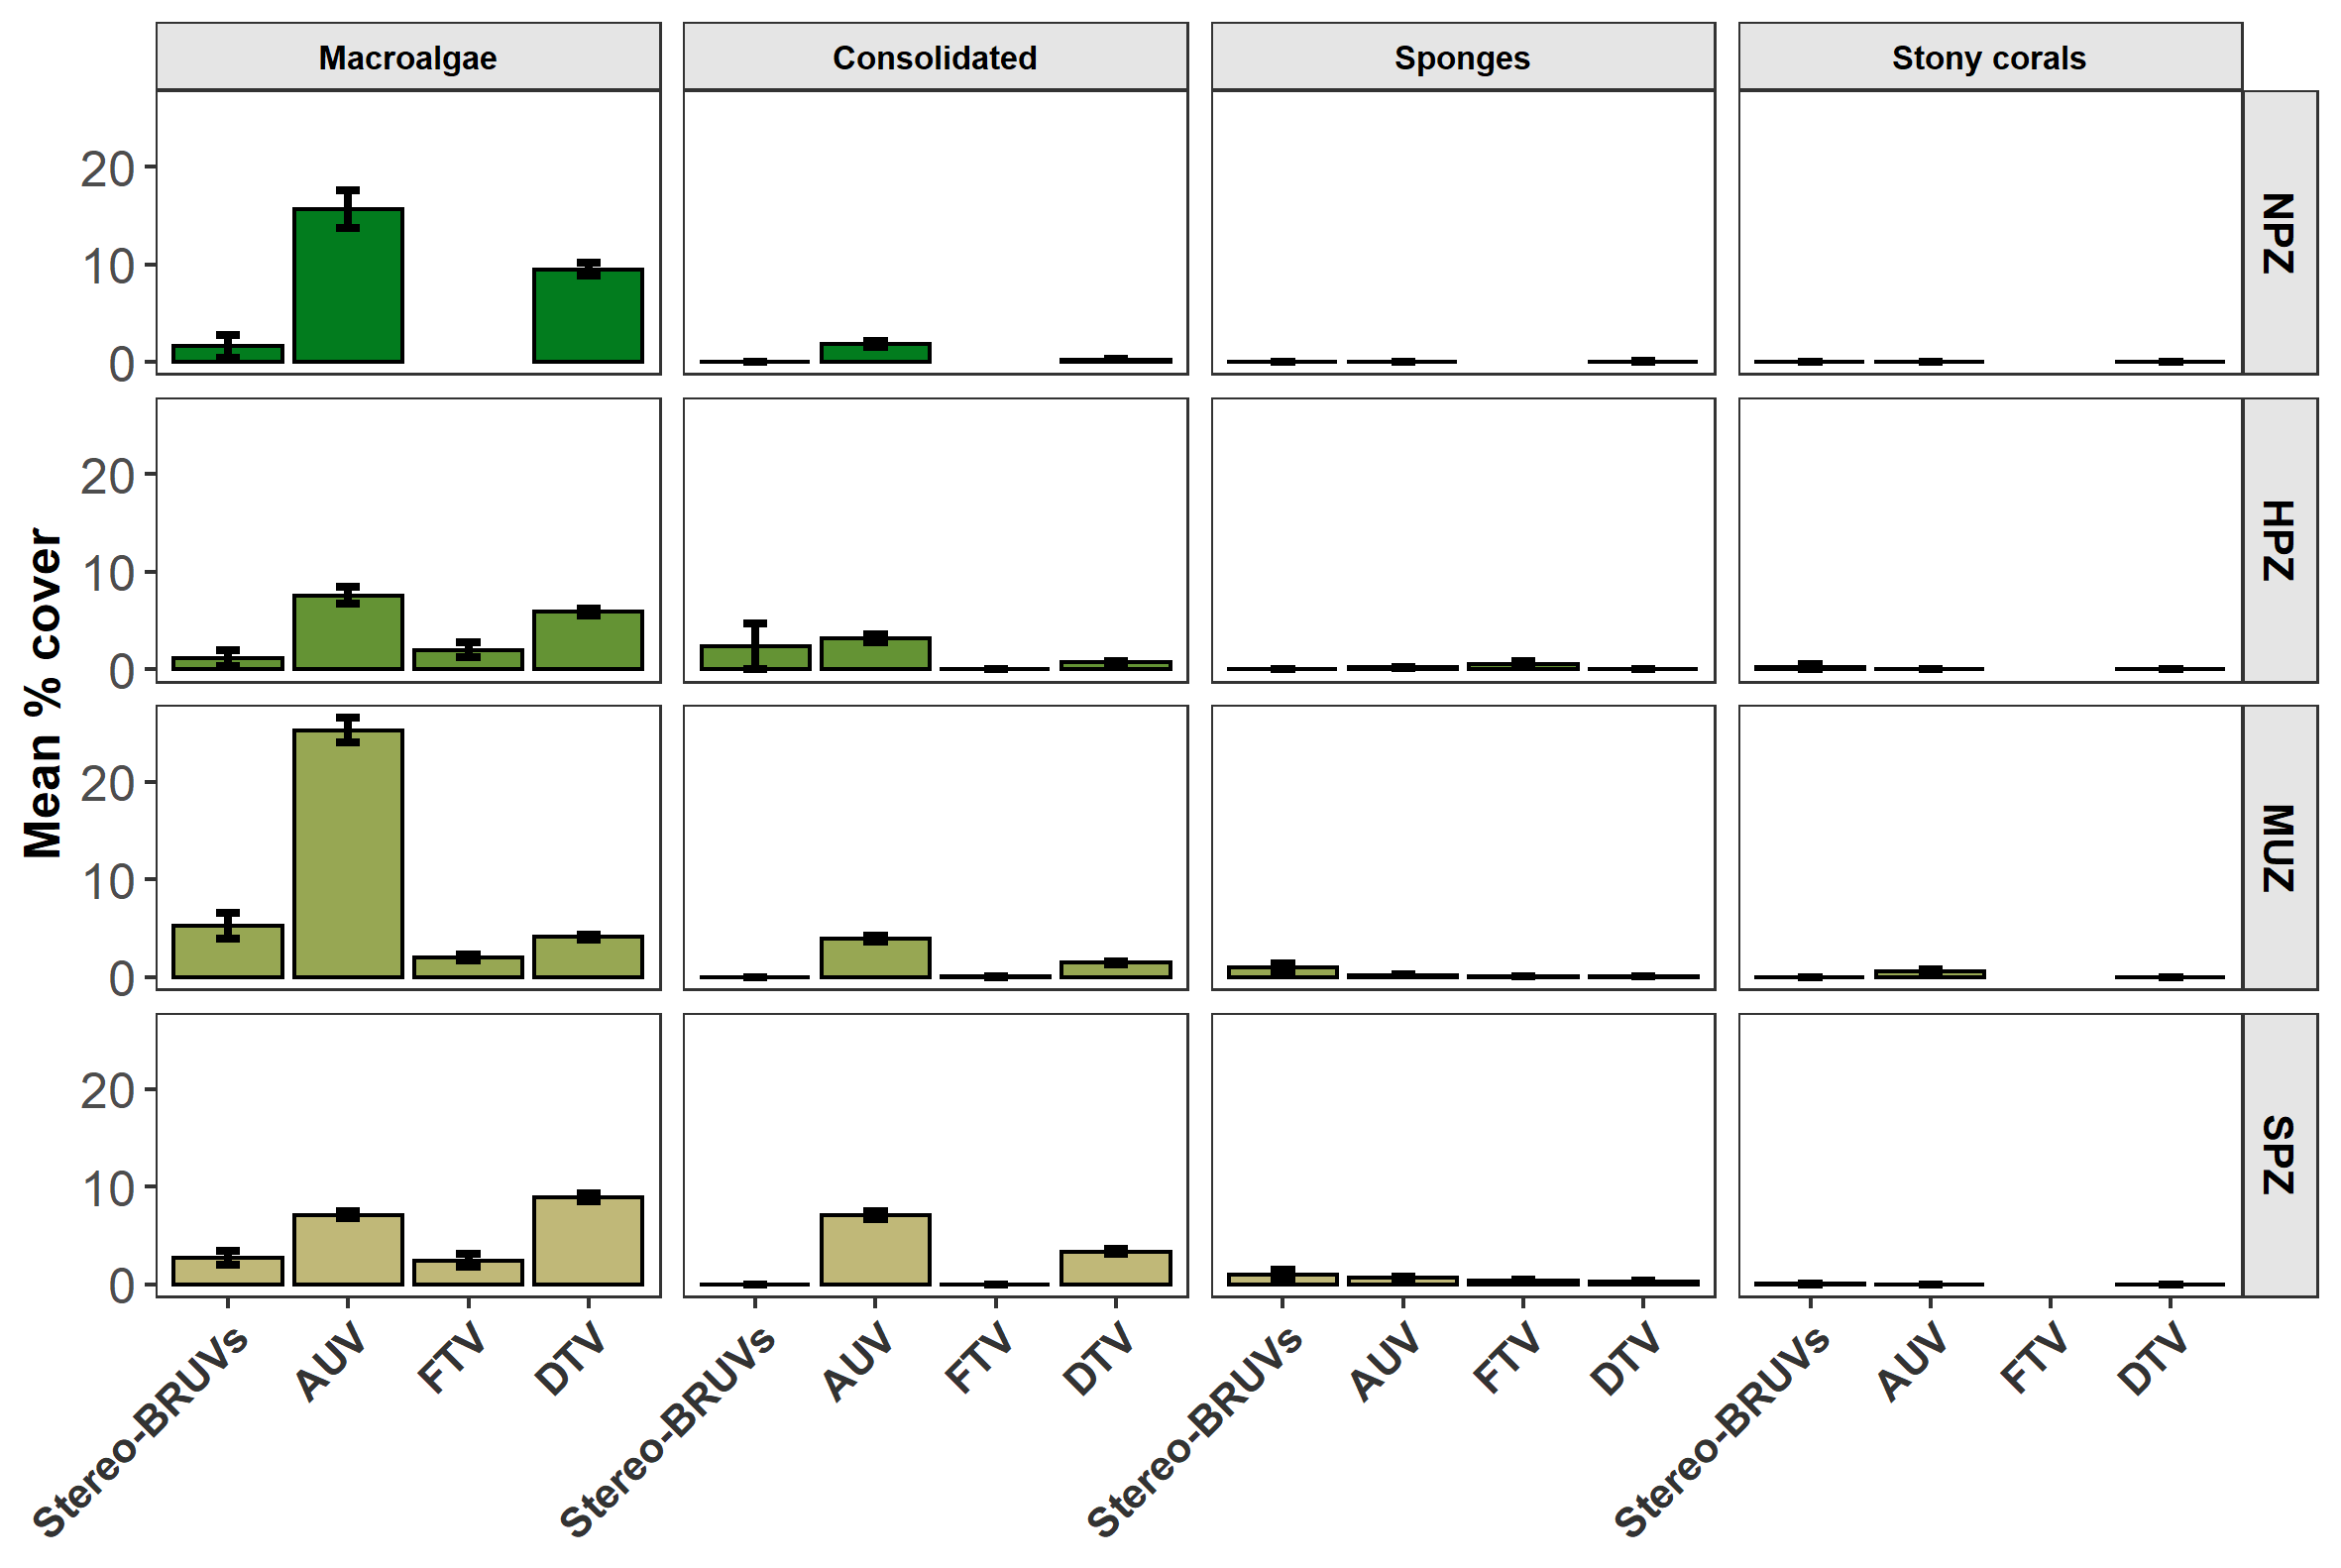 Macroalgae Consolidated Sponges Stony corals
Mean % cover
20
10
0
NPZ
20
10
0
HPZ
20
10
0
MUZ
20
10
0
SPZ
Stereo-BRUVs AUV FTV DTV Stereo-BRUVs AUV FTV DTV Stereo-BRUVs AUV FTV DTV Stereo-BRUVs AUV FTV DTV